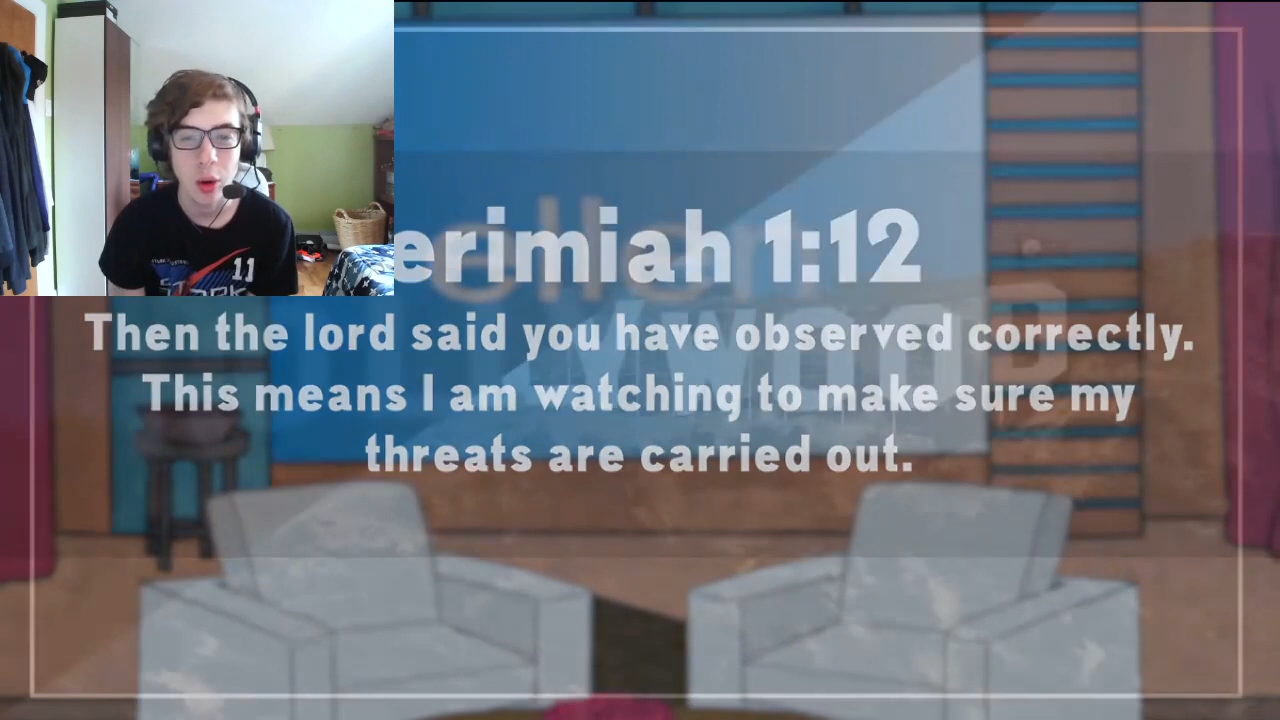 erimiah 1:12
Then the lord said you have observed correctly.
This means I am watching to make sure my
threats are carried out.
11